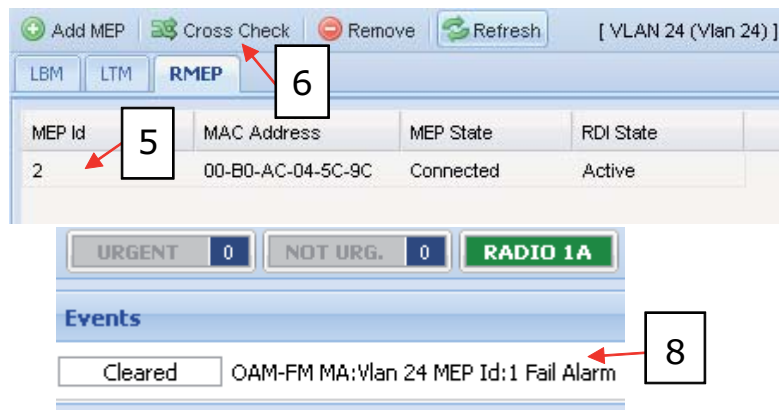 Add MEP Cross Check Remove Refresh [ VLAN 24 (Vlan 24) ]
LBM LTM RMEP
6
MEP Id MAC Address MEP State RDI State
5
2 00-B0-AC-04-5C-9C Connected Active
URGENT 0 NOT URG. 0 RADIO 1A
Events
8
Cleared OAM-FM MA:Vlan 24 MEP Id:1 Fail Alarm